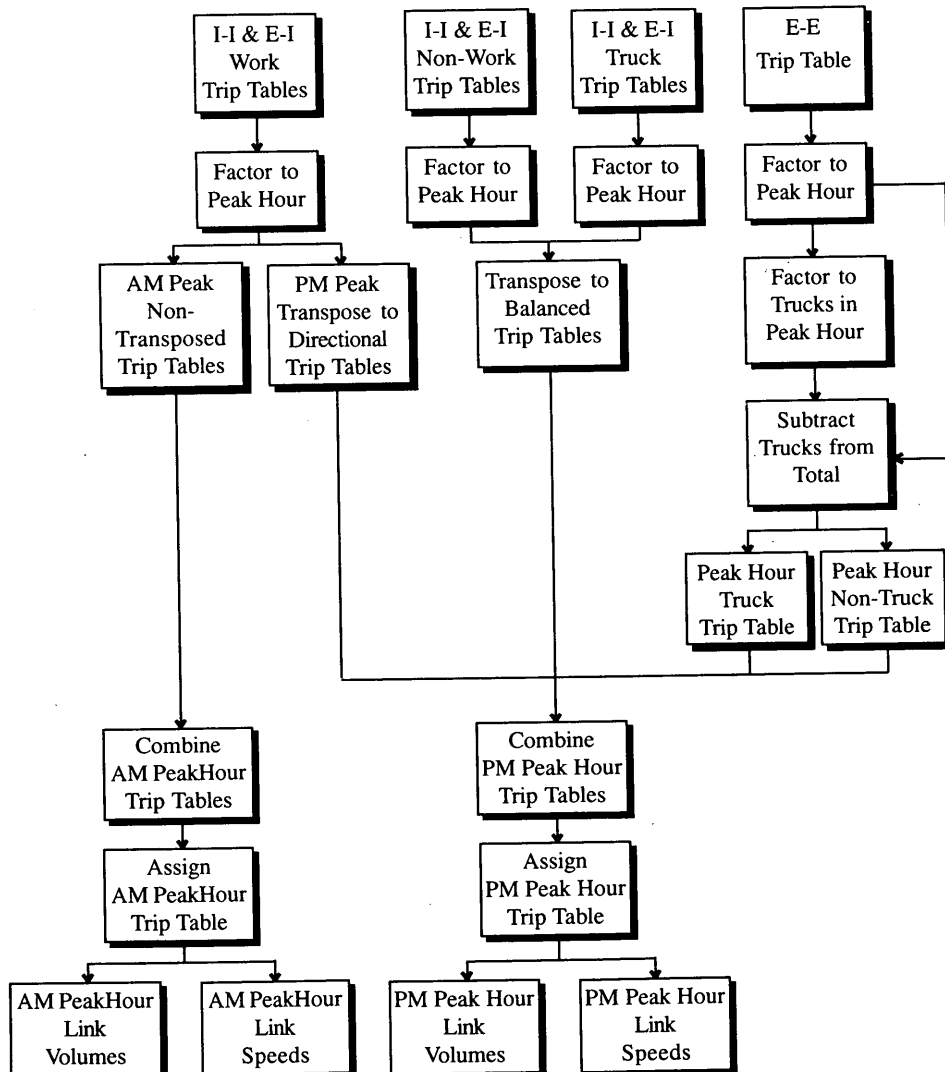 I-I & E-I
Work
Trip Tables
I-I & E-I
Non-Work
Trip Tables
I-I & E-I
Truck
Trip Tables
E-E
Trip Table
Factor to
Peak Hour
Factor to
Peak Hour
Factor to
Peak Hour
Factor to
Peak Hour
AM Peak
Non-
Transposed
Trip Tables
PM Peak
Transpose to
Directional
Trip Tables
Transpose to
Balanced
Trip Tables
Factor to
Trucks in
Peak Hour
Subtract
Trucks from
Total
Peak Hour
Truck
Trip Table
Peak Hour
Non-Truck
Trip Table
Combine
AM PeakHour
Trip Tables
Combine
PM Peak Hour
Trip Tables
Assign
AM PeakHour
Trip Table
Assign
PM Peak Hour
Trip Table
AM PeakHour
Link
Volumes
AM PeakHour
Link
Speeds
PM Peak Hour
Link
Volumes
PM Peak Hour
Link
Speeds